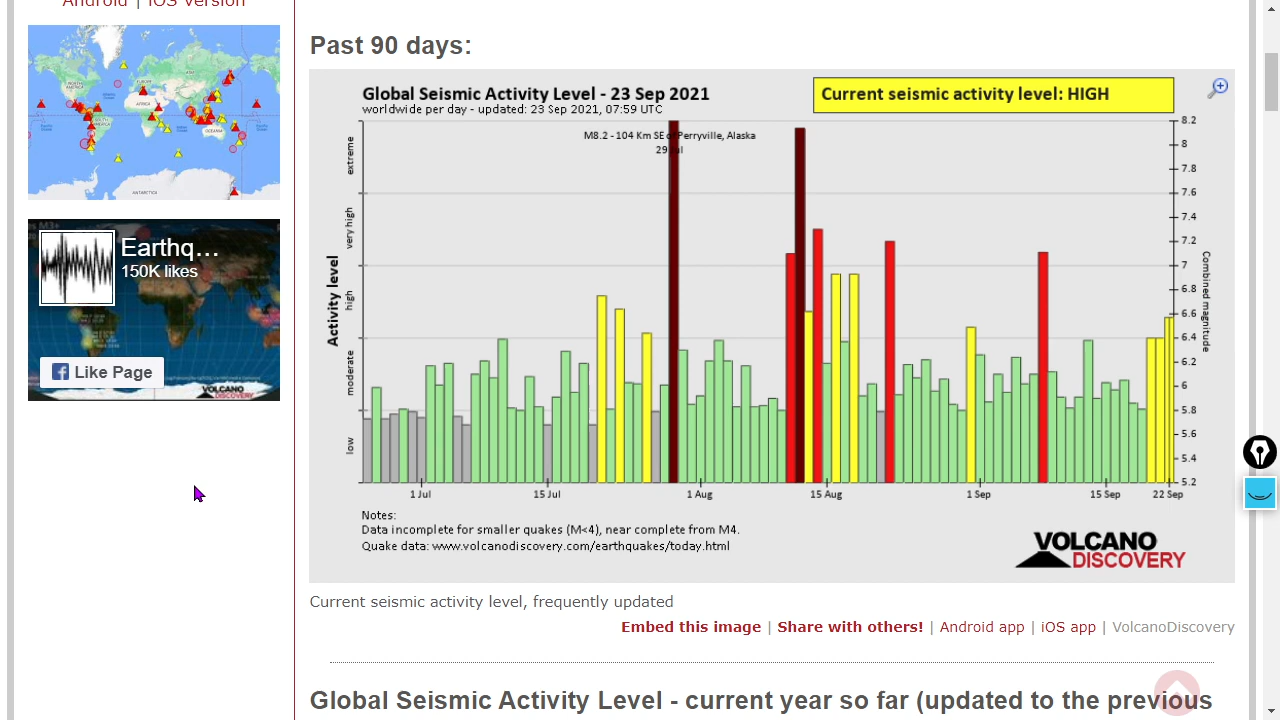 Android | iOS version
Earthq...
150K likes
Like Page
VOLCANO
DISCOVERY
Past 90 days:
Global Seismic Activity Level - 23 Sep 2021
worldwide per day - updated: 23 Sep 2021, 07:59 UTC
Current seismic activity level: HIGH
M8.2 - 104 Km SE of Perryville, Alaska
29 Jul
Activity level
extreme
very high
high
moderate
low
8.2
8
7.8
7.6
7.4
7.2
7
6.8
6.6
6.4
6.2
6
5.8
5.6
5.4
5.2
Combined magnitude
1 Jul
15 Jul
1 Aug
15 Aug
1 Sep
15 Sep
22 Sep
Notes:
Data incomplete for smaller quakes (M<4), near complete from M4.
Quake data: www.volcanodiscovery.com/earthquakes/today.html
VOLCANO
DISCOVERY
Current seismic activity level, frequently updated
Embed this image | Share with others! | Android app | iOS app | VolcanoDiscovery
Global Seismic Activity Level - current year so far (updated to the previous